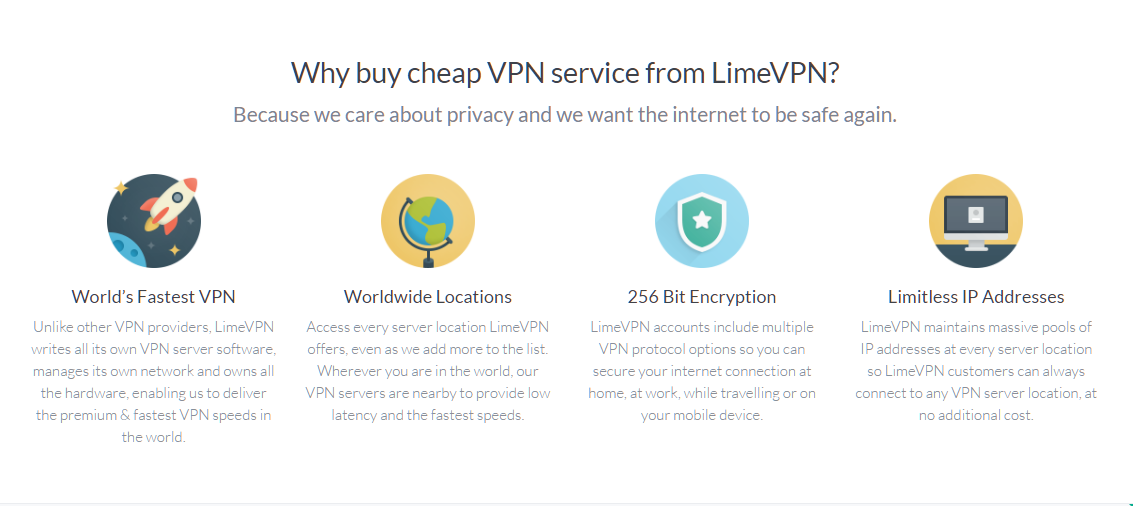 Why buy cheap VPN service from LimeVPN?
Because we care about privacy and we want the internet to be safe again.
World's Fastest VPN
Unlike other VPN providers, LimeVPN
writes all its own VPN server software,
manages its own network and owns all
the hardware, enabling us to deliver
the premium & fastest VPN speeds in
the world.
Worldwide Locations
Access every server location LimeVPN
offers, even as we add more to the list.
Wherever you are in the world, our
VPN servers are nearby to provide low
latency and the fastest speeds.
256 Bit Encryption
LimeVPN accounts include multiple
VPN protocol options so you can
secure your internet connection at
home, at work, while travelling or on
your mobile device.
Limitless IP Addresses
LimeVPN maintains massive pools of
IP addresses at every server location
so LimeVPN customers can always
connect to any VPN server location, at
no additional cost.